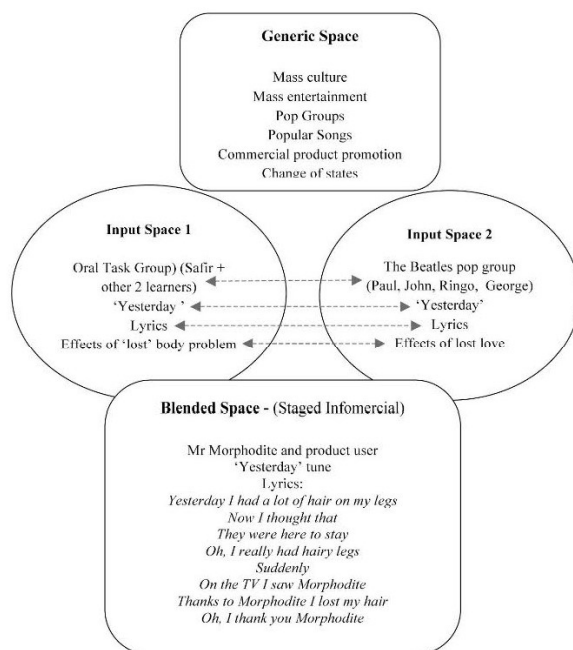 Generic Space
Mass culture
Mass entertainment
Pop Groups
Popular Songs
Commercial product promotion
Change of states
Input Space 1
Oral Task Group) (Safir +
other 2 learners)
‘Yesterday ’
Lyrics
Effects of ‘lost’ body problem
Input Space 2
The Beatles pop group
(Paul, John, Ringo, George)
‘Yesterday’
Lyrics
Effects of lost love
Blended Space - (Staged Infomercial)
Mr Morphodite and product user
‘Yesterday’ tune
Lyrics:
Yesterday I had a lot of hair on my legs
Now I thought that
They were here to stay
Oh, I really had hairy legs
Suddenly
On the TV I saw Morphodite
Thanks to Morphodite I lost my hair
Oh, I thank you Morphodite